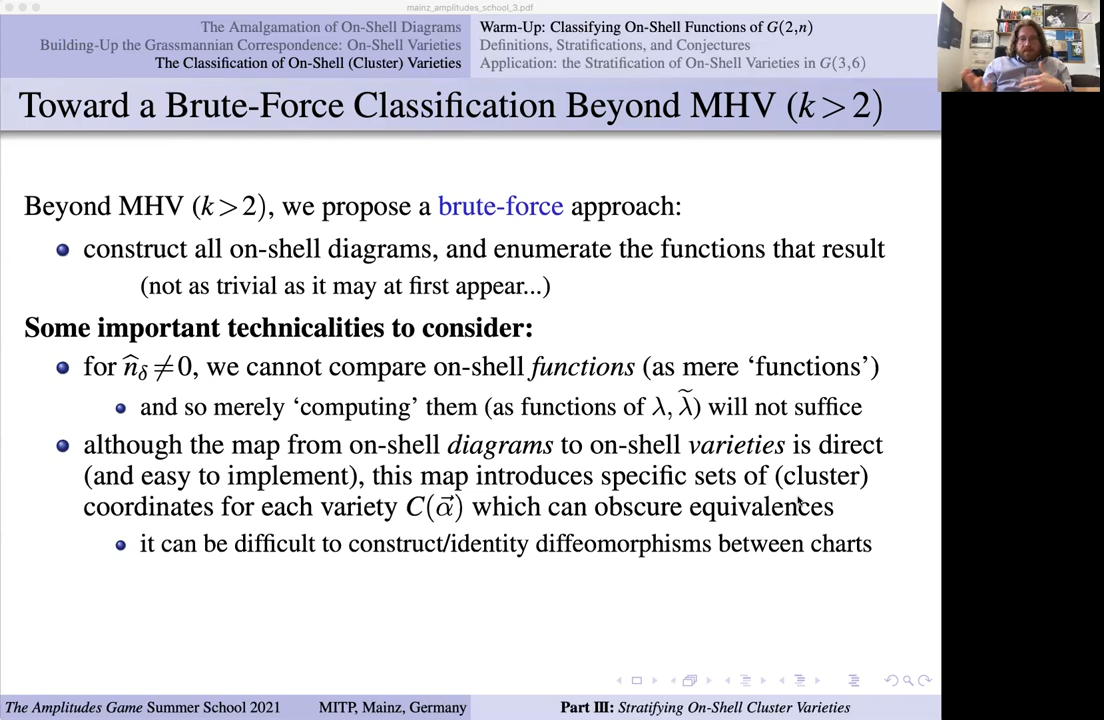 mainz_amplitudes_school_3.pdf
The Amalgamation of On-Shell Diagrams
Building-Up the Grassmannian Correspondence: On-Shell Varieties
The Classification of On-Shell (Cluster) Varieties
Warm-Up: Classifying On-Shell Functions of G(2,n)
Definitions, Stratifications, and Conjectures
Application: the Stratification of On-Shell Varieties in G(3,6)
Toward a Brute-Force Classification Beyond MHV (k>2)
Beyond MHV (k>2), we propose a brute-force approach:
construct all on-shell diagrams, and enumerate the functions that result
(not as trivial as it may at first appear...)
Some important technicalities to consider:
for n̂_δ≠0, we cannot compare on-shell functions (as mere ‘functions’)
and so merely ‘computing’ them (as functions of λ, λ̃) will not suffice
although the map from on-shell diagrams to on-shell varieties is direct
(and easy to implement), this map introduces specific sets of (cluster)
coordinates for each variety C(α⃗) which can obscure equivalences
it can be difficult to construct/identity diffeomorphisms between charts
The Amplitudes Game Summer School 2021
MITP, Mainz, Germany
Part III: Stratifying On-Shell Cluster Varieties